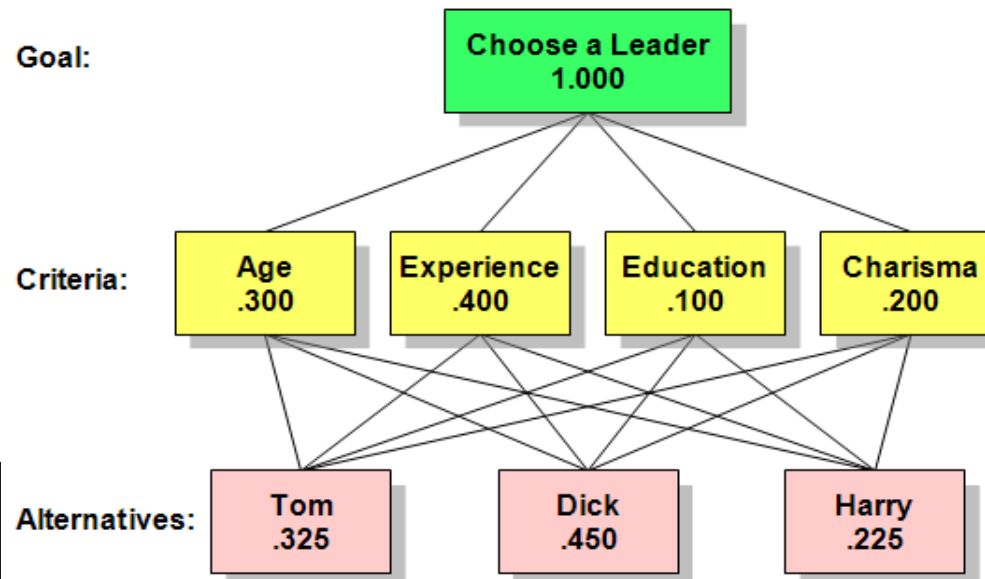 Goal:
Choose a Leader
1.000
Criteria:
Age
.300
Experience
.400
Education
.100
Charisma
.200
Alternatives:
Tom
.325
Dick
.450
Harry
.225